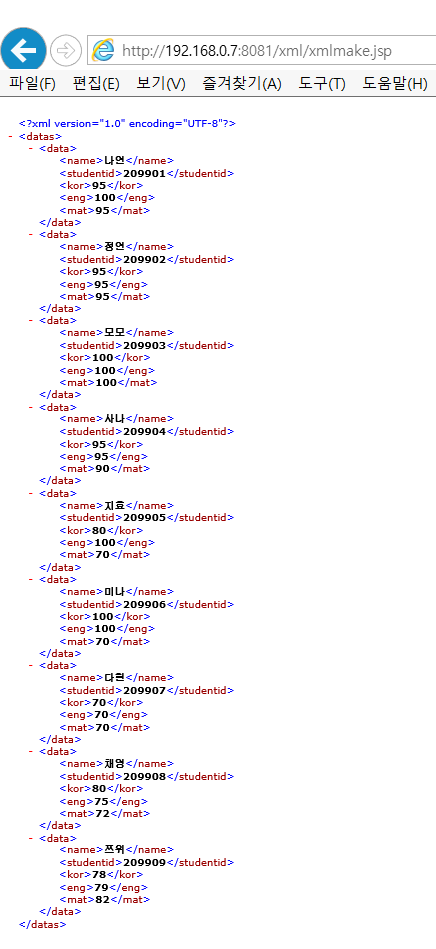 http://192.168.0.7:8081/xml/xmlmake.jsp
파일(F) 편집(E) 보기(V) 즐겨찾기(A) 도구(T) 도움말(H)
<?xml version="1.0" encoding="UTF-8"?>
- <datas>
- <data>
<name>나연</name>
<studentid>209901</studentid>
<kor>95</kor>
<eng>100</eng>
<mat>95</mat>
</data>
- <data>
<name>정연</name>
<studentid>209902</studentid>
<kor>95</kor>
<eng>95</eng>
<mat>95</mat>
</data>
- <data>
<name>모모</name>
<studentid>209903</studentid>
<kor>100</kor>
<eng>100</eng>
<mat>100</mat>
</data>
- <data>
<name>사나</name>
<studentid>209904</studentid>
<kor>95</kor>
<eng>95</eng>
<mat>90</mat>
</data>
- <data>
<name>지효</name>
<studentid>209905</studentid>
<kor>80</kor>
<eng>100</eng>
<mat>70</mat>
</data>
- <data>
<name>미나</name>
<studentid>209906</studentid>
<kor>100</kor>
<eng>100</eng>
<mat>70</mat>
</data>
- <data>
<name>다현</name>
<studentid>209907</studentid>
<kor>70</kor>
<eng>70</eng>
<mat>70</mat>
</data>
- <data>
<name>채영</name>
<studentid>209908</studentid>
<kor>80</kor>
<eng>75</eng>
<mat>72</mat>
</data>
- <data>
<name>쯔위</name>
<studentid>209909</studentid>
<kor>78</kor>
<eng>79</eng>
<mat>82</mat>
</data>
</datas>